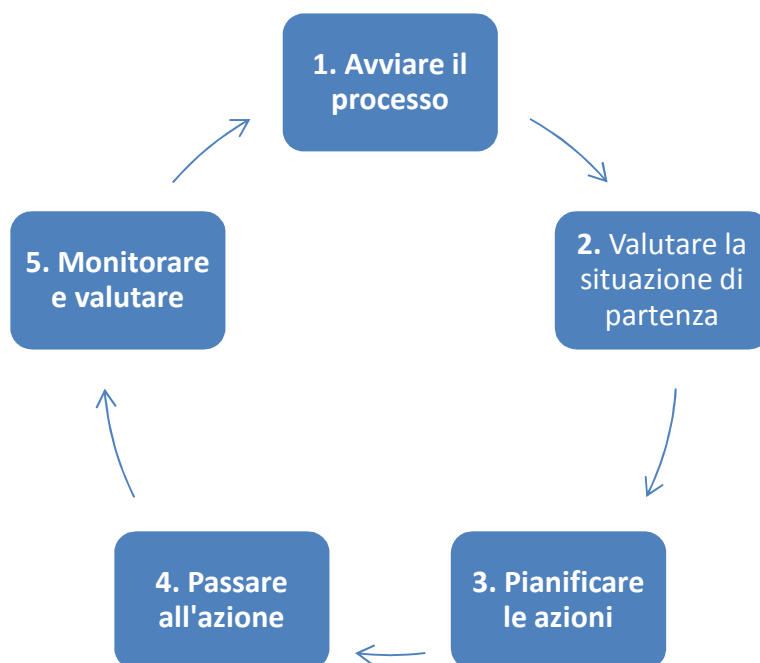 1. Avviare il
processo
2. Valutare la
situazione di
partenza
3. Pianificare
le azioni
4. Passare
all'azione
5. Monitorare
e valutare